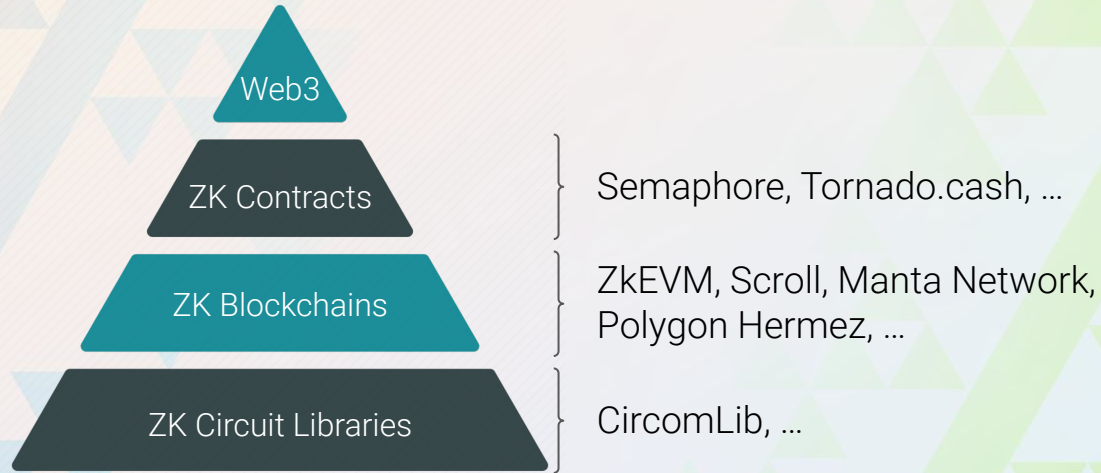 Web3
ZK Contracts
Semaphore, Tornado.cash, …
ZK Blockchains
ZkEVM, Scroll, Manta Network,
Polygon Hermez, …
ZK Circuit Libraries
CircomLib, …